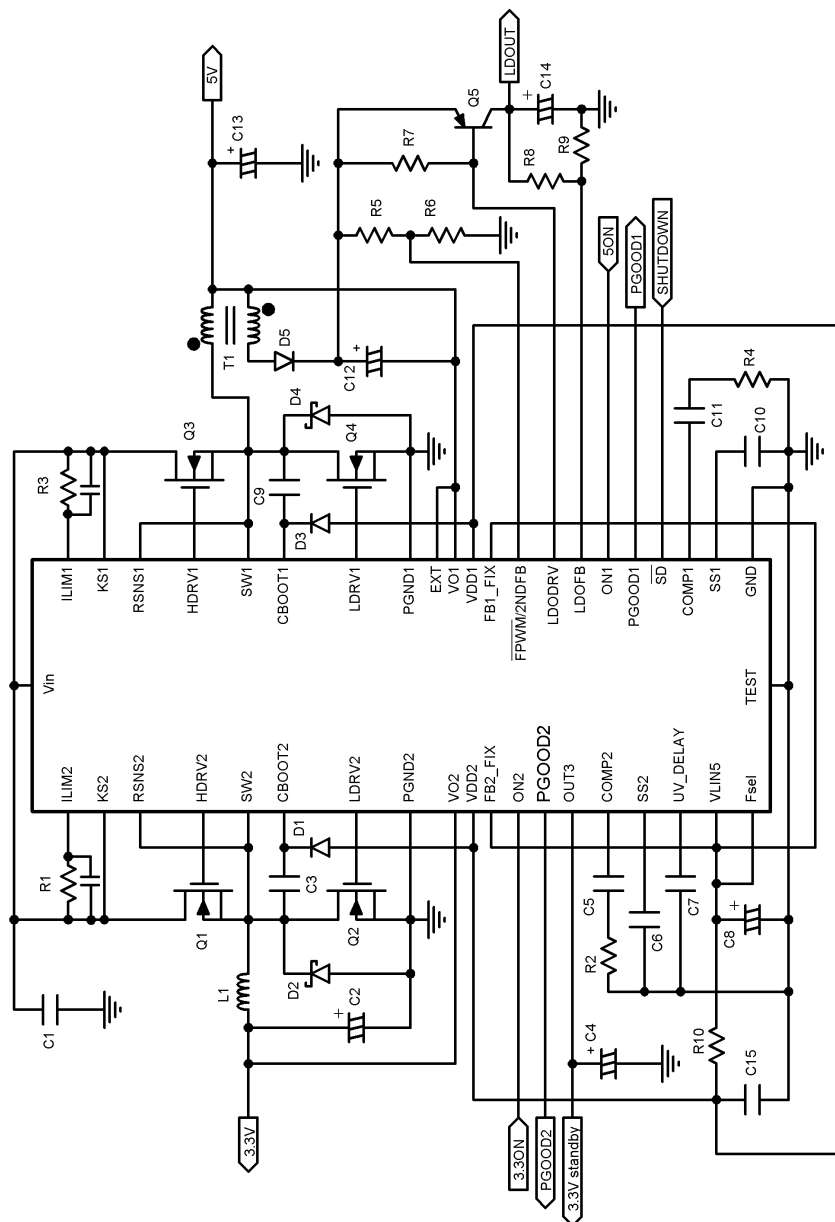 5V
+
C13
LDOUT
Q5
+
C14
R7
R8
R9
R5
R6
5ON
PGOOD1
SHUTDOWN
T1
D5
C12
+
D4
Q4
Q3
R3
C9
D3
C11
R4
C10
ILIM1
KS1
RSNS1
HDRV1
SW1
CBOOT1
LDRV1
PGND1
EXT
VO1
VDD1
FB1_FIX
FPWM/2NDFB
LDODRV
LDOFB
ON1
PGOOD1
SD
COMP1
SS1
GND
Vin
TEST
ILIM2
KS2
RSNS2
HDRV2
SW2
CBOOT2
LDRV2
PGND2
VO2
VDD2
FB2_FIX
ON2
PGOOD2
OUT3
COMP2
SS2
UV_DELAY
VLIN5
Fsel
R1
Q1
D1
C3
Q2
D2
L1
+
C2
C1
C5
R2
C6
C7
C8
+
R10
C15
+
C4
3.3V
3.3ON
PGOOD2
3.3V standby